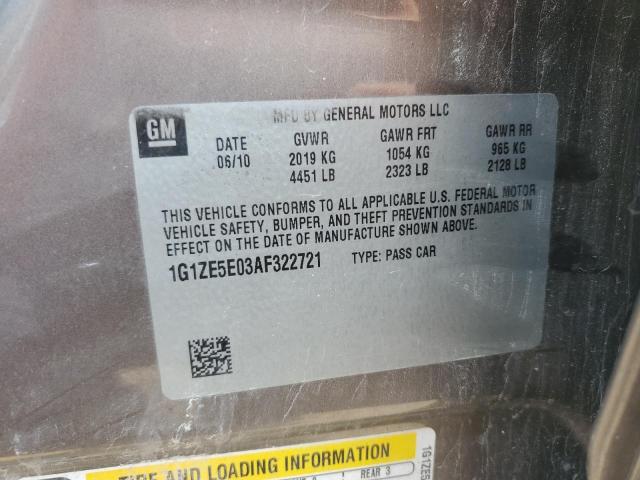 MFD BY GENERAL MOTORS LLC
GM
DATE GVWR GAWR FRT GAWR RR
06/10 2019 KG 1054 KG 965 KG
4451 LB 2323 LB 2128 LB
THIS VEHICLE CONFORMS TO ALL APPLICABLE U.S. FEDERAL MOTOR
VEHICLE SAFETY, BUMPER, AND THEFT PREVENTION STANDARDS IN
EFFECT ON THE DATE OF MANUFACTURE SHOWN ABOVE.
1G1ZE5E03AF322721 TYPE: PASS CAR
TIRE AND LOADING INFORMATION
REAR 3
1G1ZE5